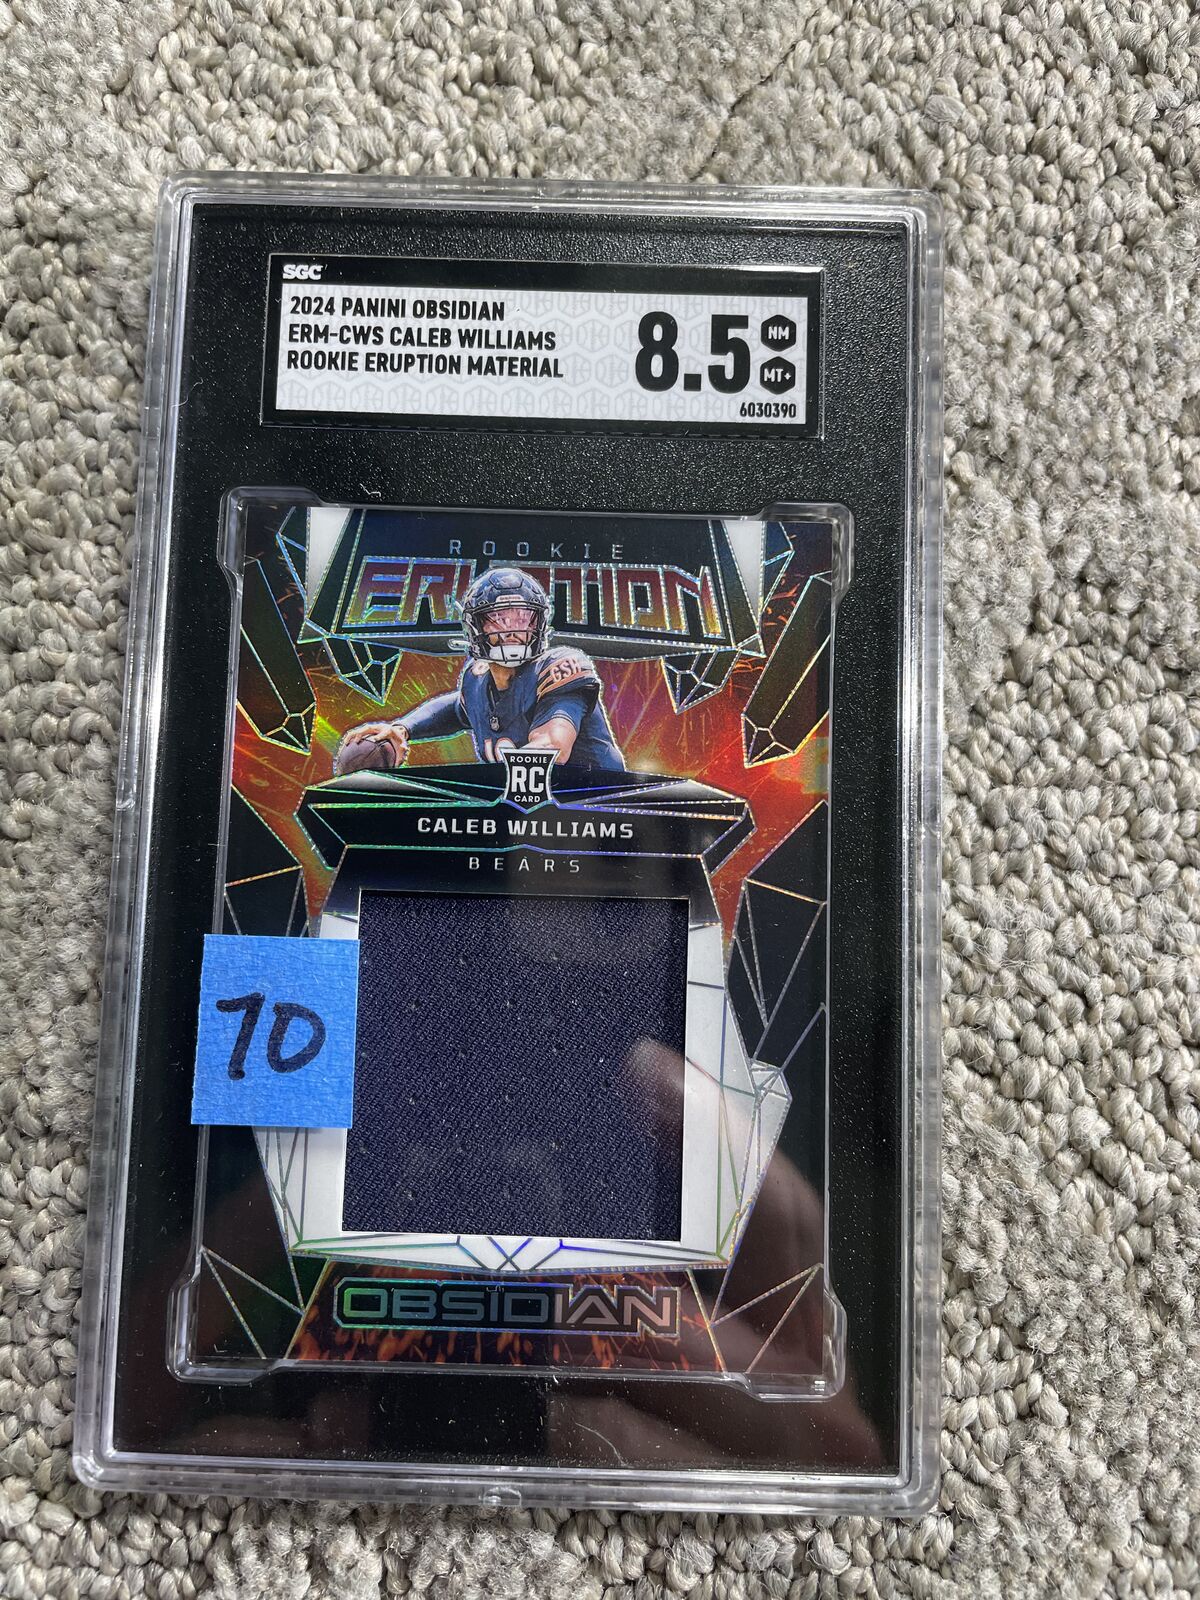 SGC
2024 PANINI OBSIDIAN
ERM-CWS CALEB WILLIAMS
ROOKIE ERUPTION MATERIAL
8.5
NM
MT+
6030390
ROOKIE
ERUPTION
GSH
ROOKIE
RC
CARD
CALEB WILLIAMS
BEARS
70
OBSIDIAN